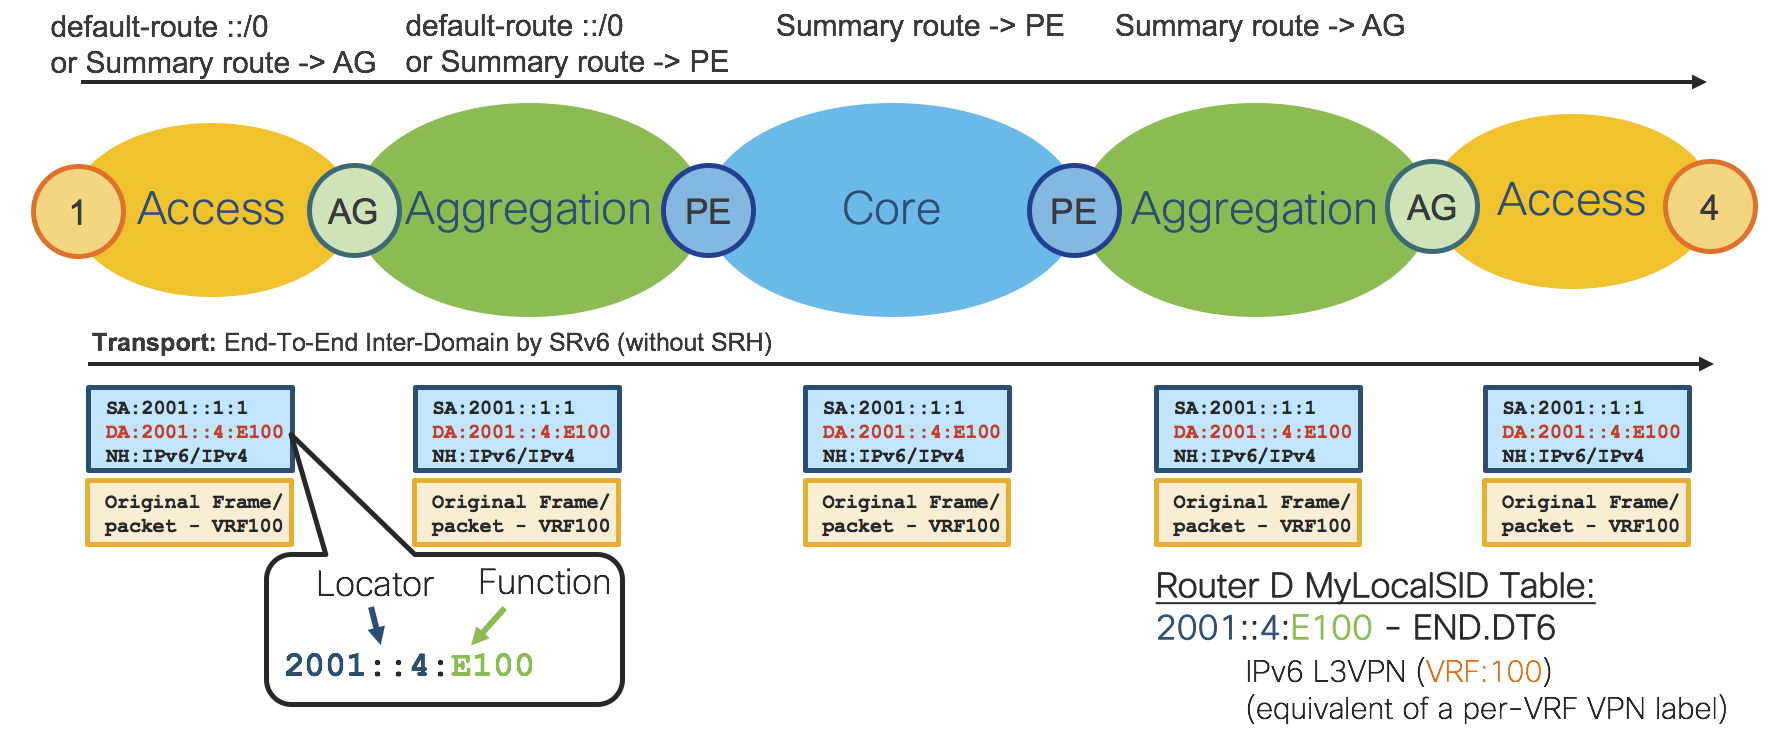 default-route ::/0
or Summary route -> AG
default-route ::/0
or Summary route -> PE
Summary route -> PE
Summary route -> AG
1
Access
AG
Aggregation
PE
Core
PE
Aggregation
AG
Access
4
Transport: End-To-End Inter-Domain by SRv6 (without SRH)
SA:2001::1:1
DA:2001::4:E100
NH:IPv6/IPv4
Original Frame/
packet - VRF100
SA:2001::1:1
DA:2001::4:E100
NH:IPv6/IPv4
Original Frame/
packet - VRF100
SA:2001::1:1
DA:2001::4:E100
NH:IPv6/IPv4
Original Frame/
packet - VRF100
SA:2001::1:1
DA:2001::4:E100
NH:IPv6/IPv4
Original Frame/
packet - VRF100
SA:2001::1:1
DA:2001::4:E100
NH:IPv6/IPv4
Original Frame/
packet - VRF100
Locator Function
2001::4:E100
Router D MyLocalSID Table:
2001::4:E100 - END.DT6
IPv6 L3VPN (VRF:100)
(equivalent of a per-VRF VPN label)